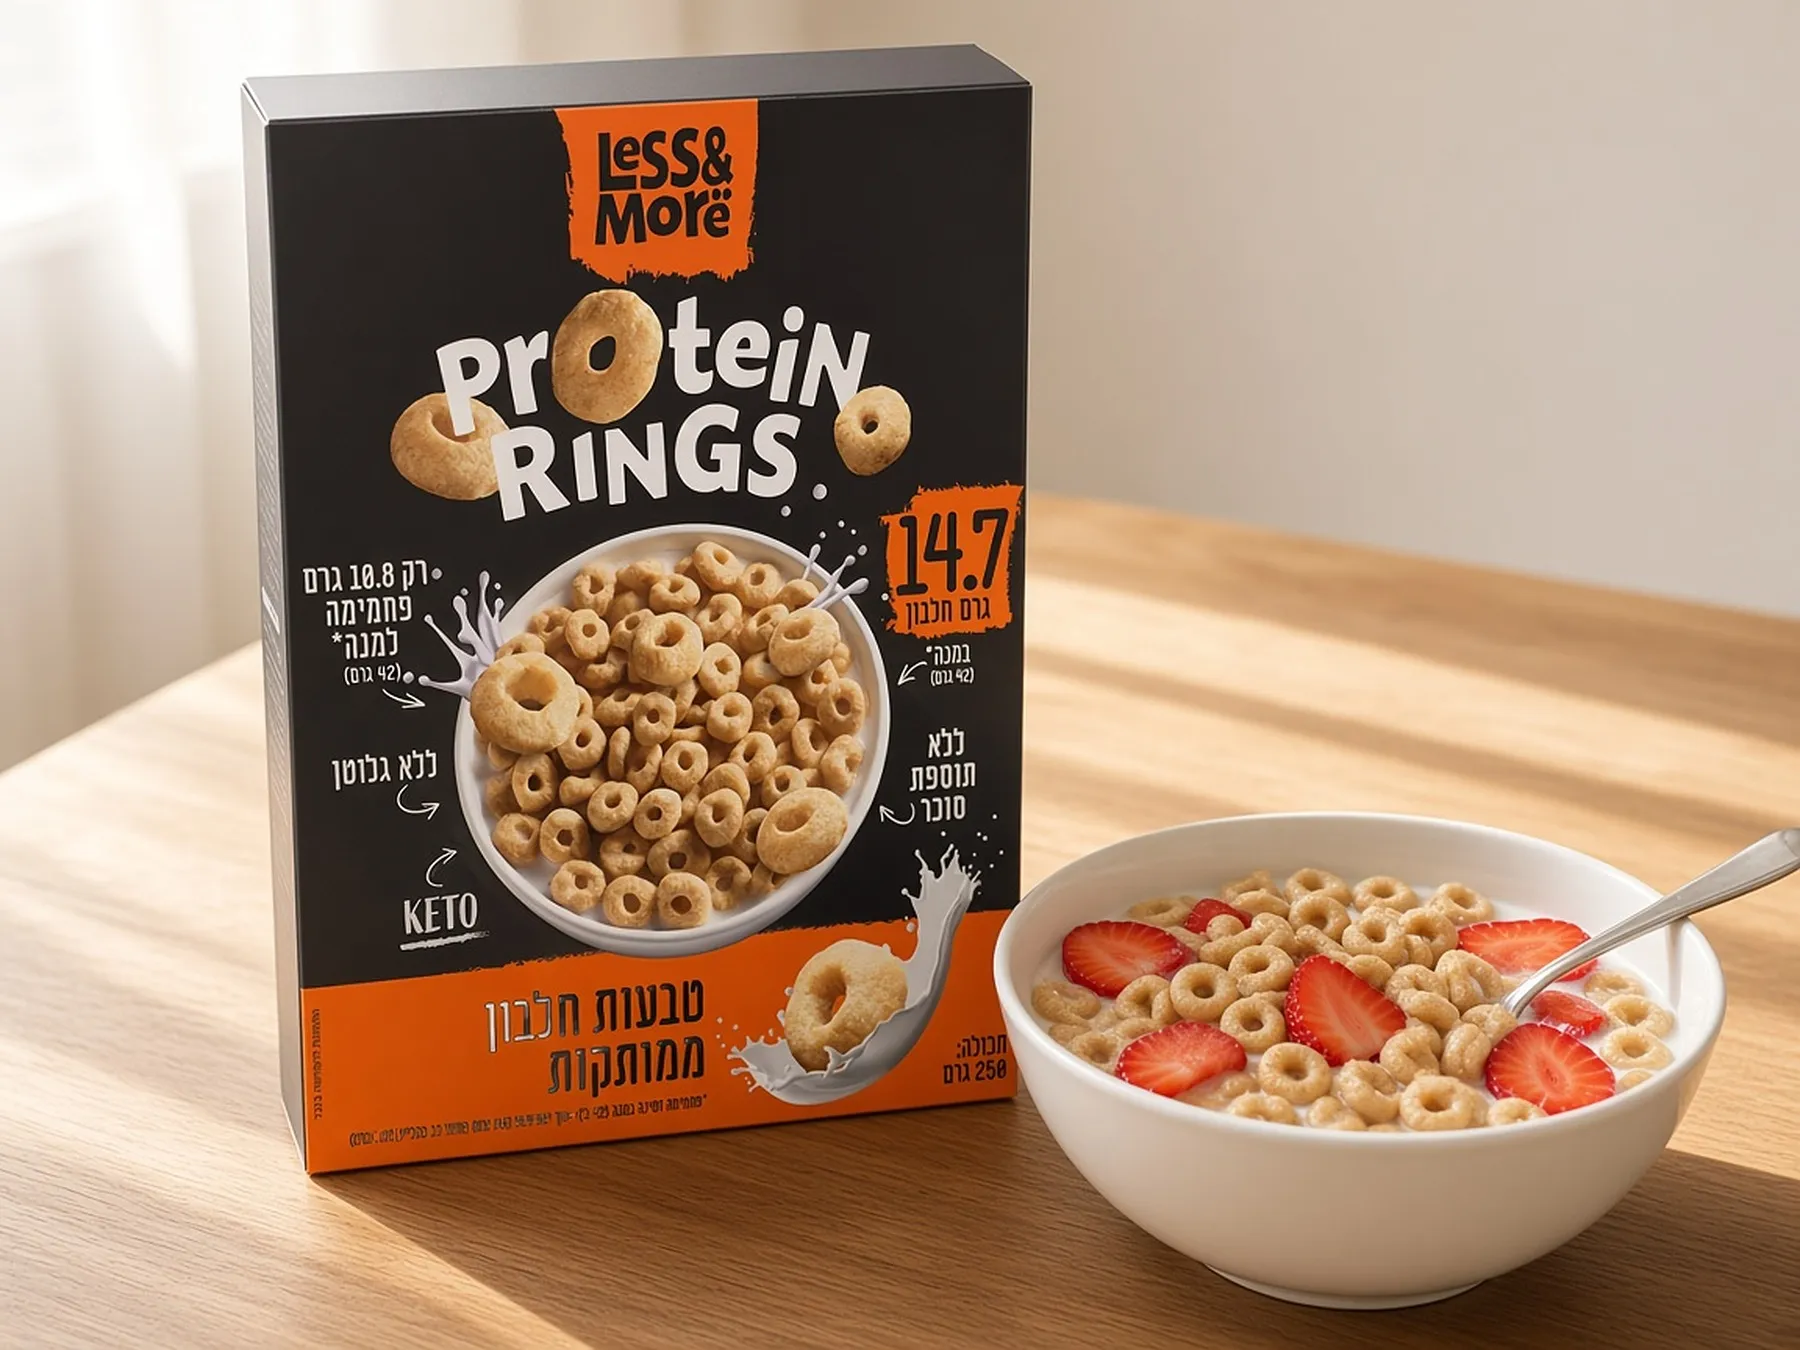 Less&
Morë
Protein
RINGS
14.7
גרם חלבון
במנה*
(42 גרם)
רק 10.8 גרם
פחמימה
למנה*
(42 גרם)
ללא גלוטן
ללא
תוספת
סוכר
KETO
טבעות חלבון
ממותקות
תכולה:
250 גרם